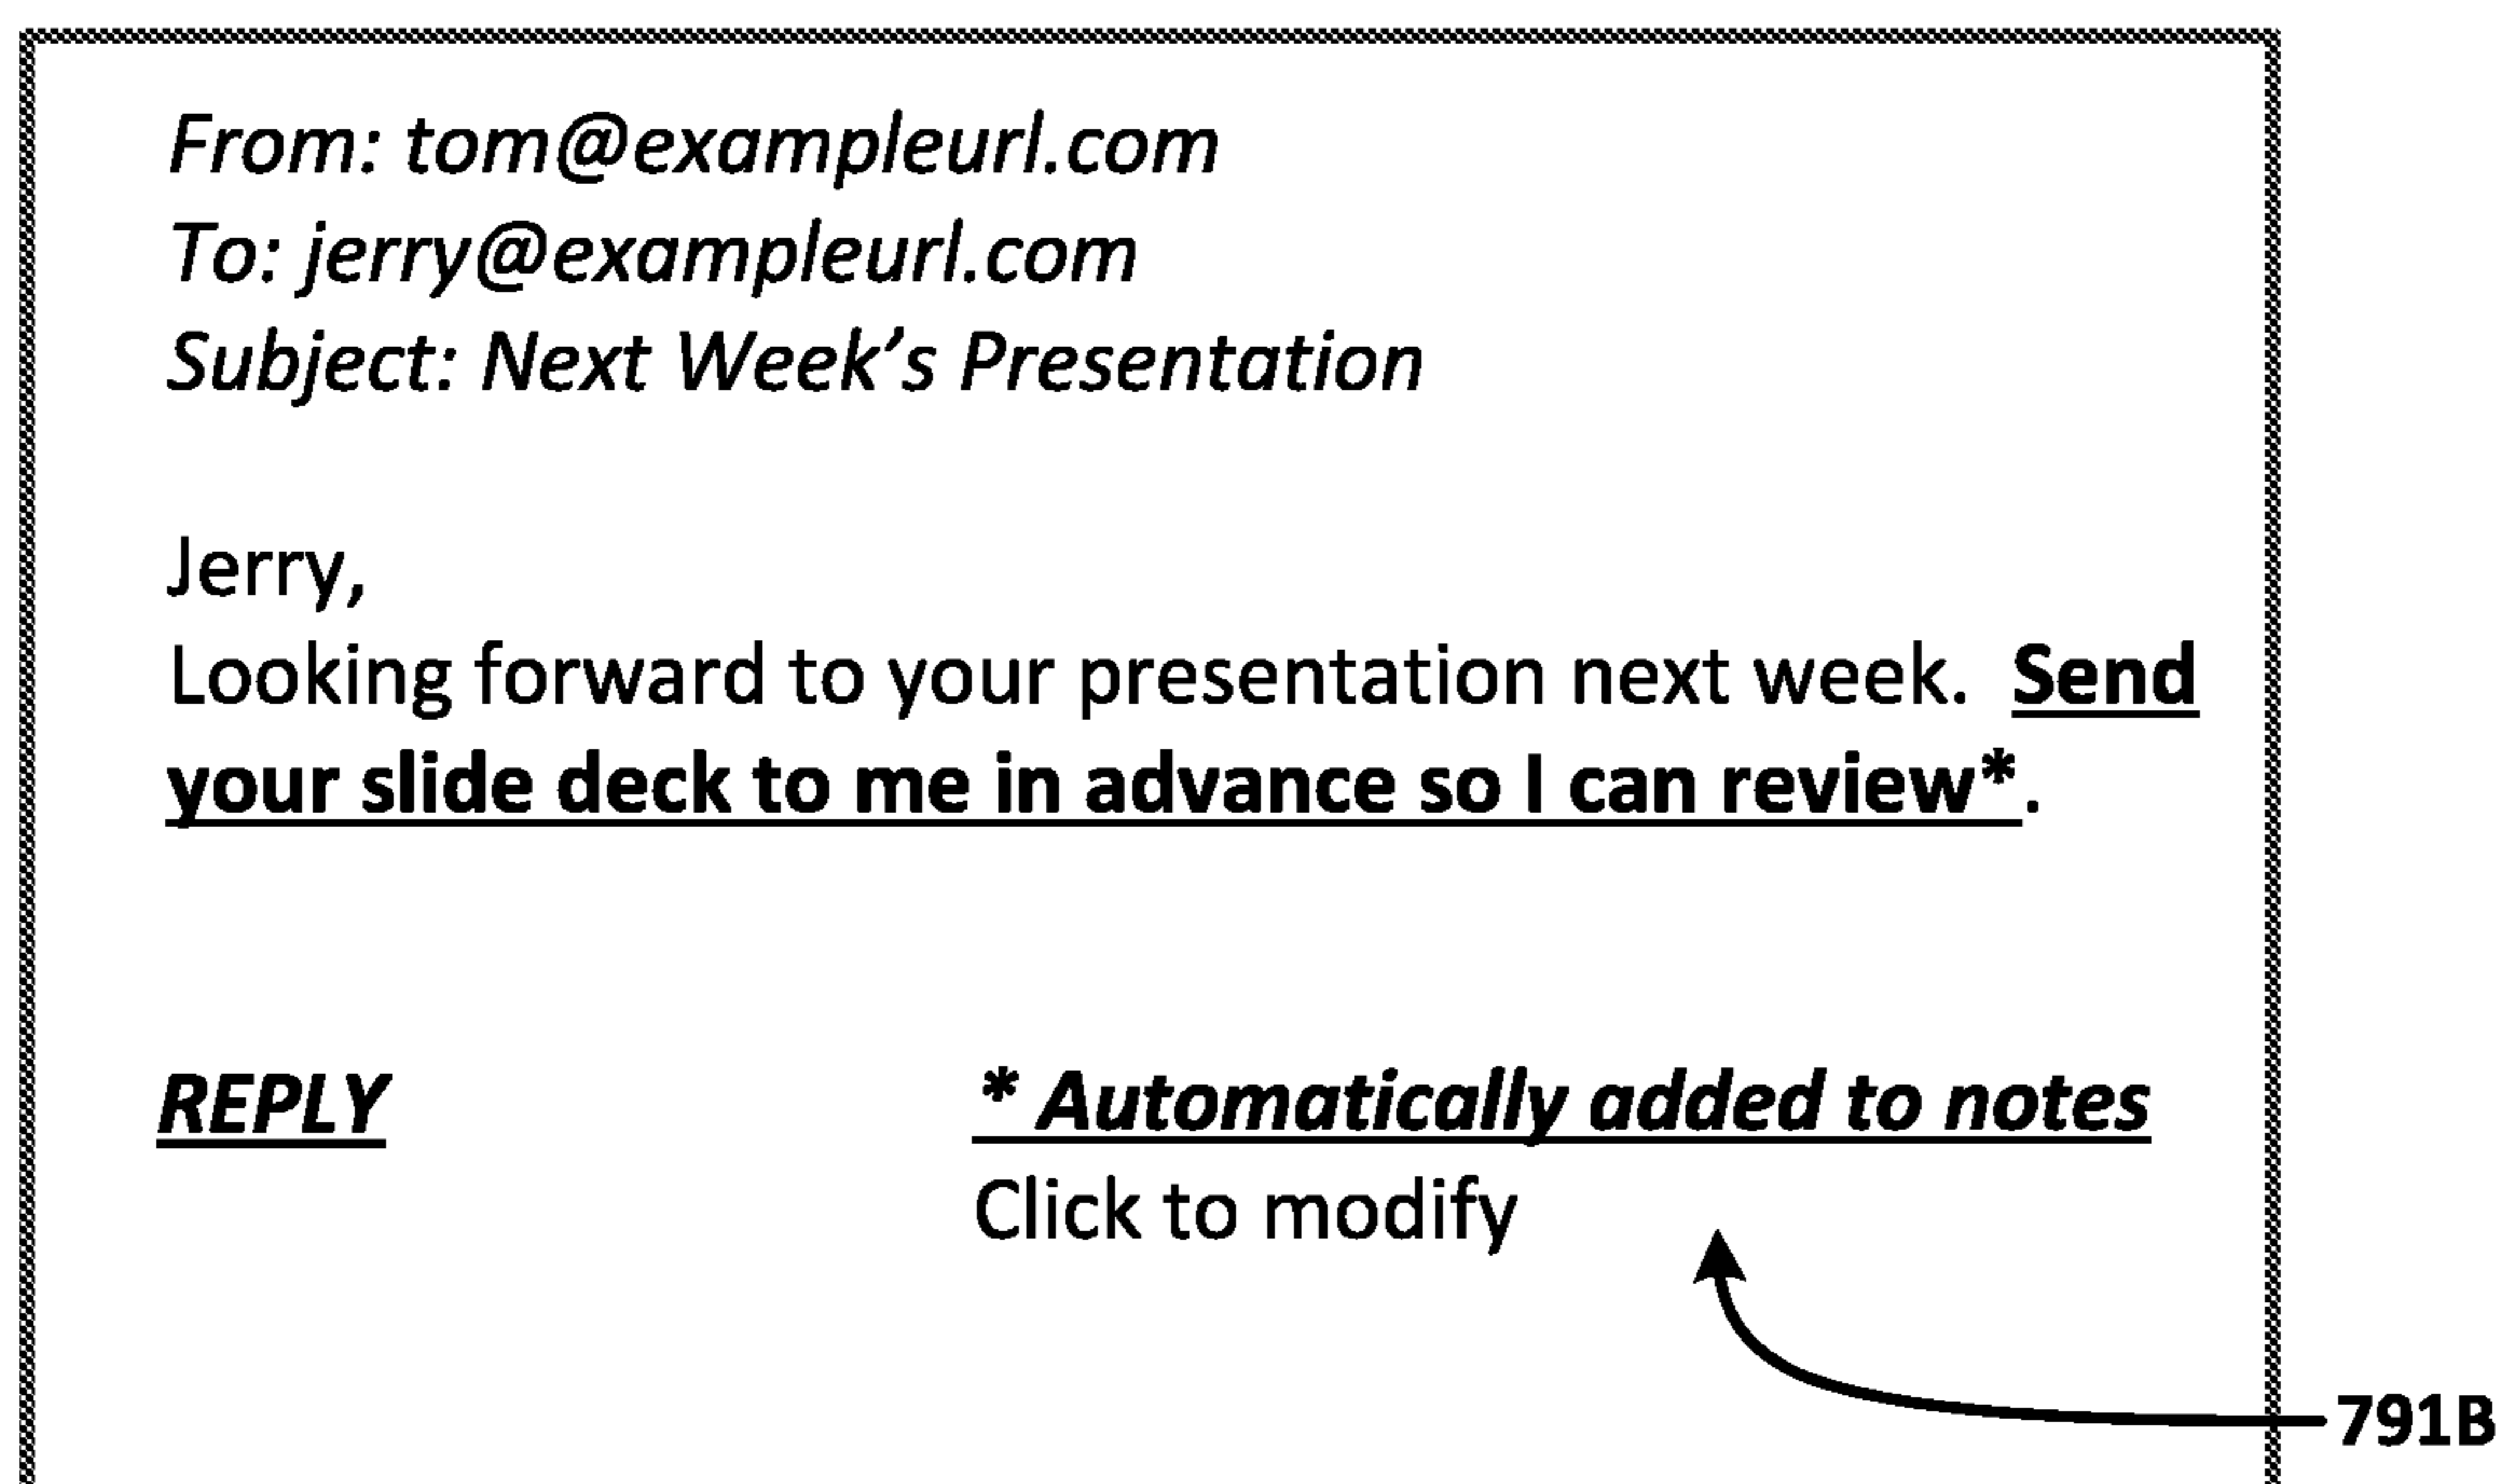 From: tom@exampleurl.com
To: jerry@exampleurl.com
Subject: Next Week’s Presentation
Jerry,
Looking forward to your presentation next week. Send
your slide deck to me in advance so I can review*.
REPLY
* Automatically added to notes
Click to modify
791B